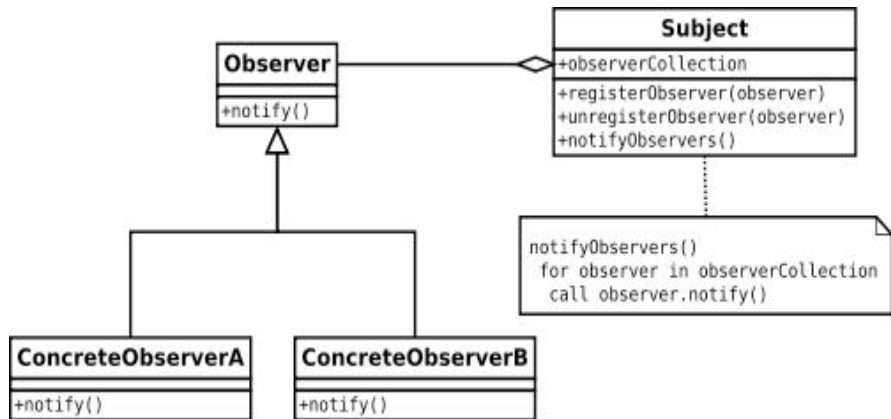 Subject
+observerCollection
+registerObserver(observer)
+unregisterObserver(observer)
+notifyObservers()
Observer
+notify()
notifyObservers()
for observer in observerCollection
call observer.notify()
ConcreteObserverA
+notify()
ConcreteObserverB
+notify()